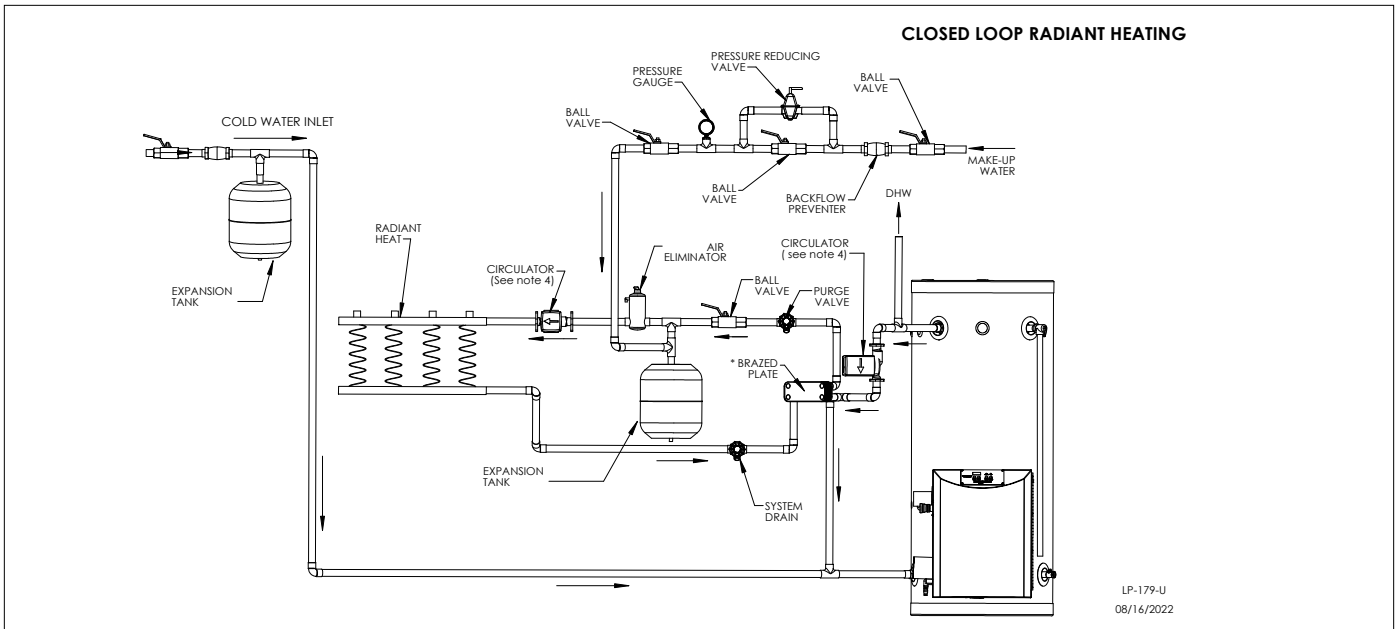 CLOSED LOOP RADIANT HEATING
PRESSURE REDUCING
VALVE
PRESSURE
GAUGE
BALL
VALVE
BALL
VALVE
COLD WATER INLET
MAKE-UP
WATER
BALL
VALVE
BACKFLOW
PREVENTER
DHW
RADIANT
HEAT
AIR
ELIMINATOR
CIRCULATOR
( see note 4)
CIRCULATOR
(See note 4)
BALL
VALVE
PURGE
VALVE
EXPANSION
TANK
* BRAZED
PLATE
EXPANSION
TANK
SYSTEM
DRAIN
LP-179-U
08/16/2022